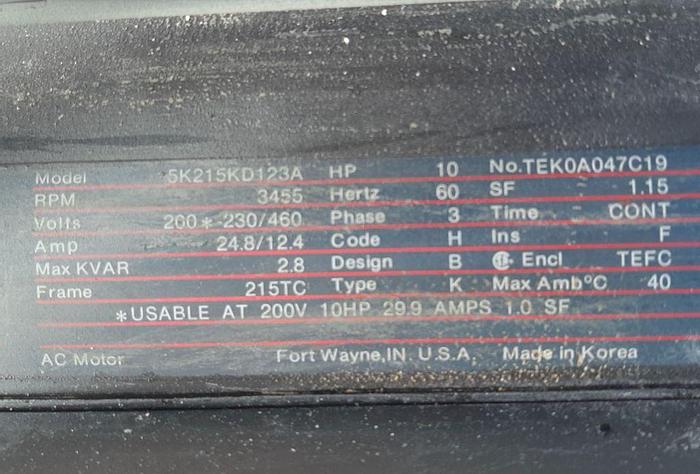 Model 5K215KD123A HP 10 No.TEK0A047C19
RPM 3455 Hertz 60 SF 1.15
Volts 200*-230/460 Phase 3 Time CONT
Amp 24.8/12.4 Code H Ins F
Max KVAR 2.8 Design B Encl TEFC
Frame 215TC Type K Max Amb°C 40
*USABLE AT 200V 10HP 29.9 AMPS 1.0 SF
AC Motor Fort Wayne,IN. U.S.A. Made in Korea